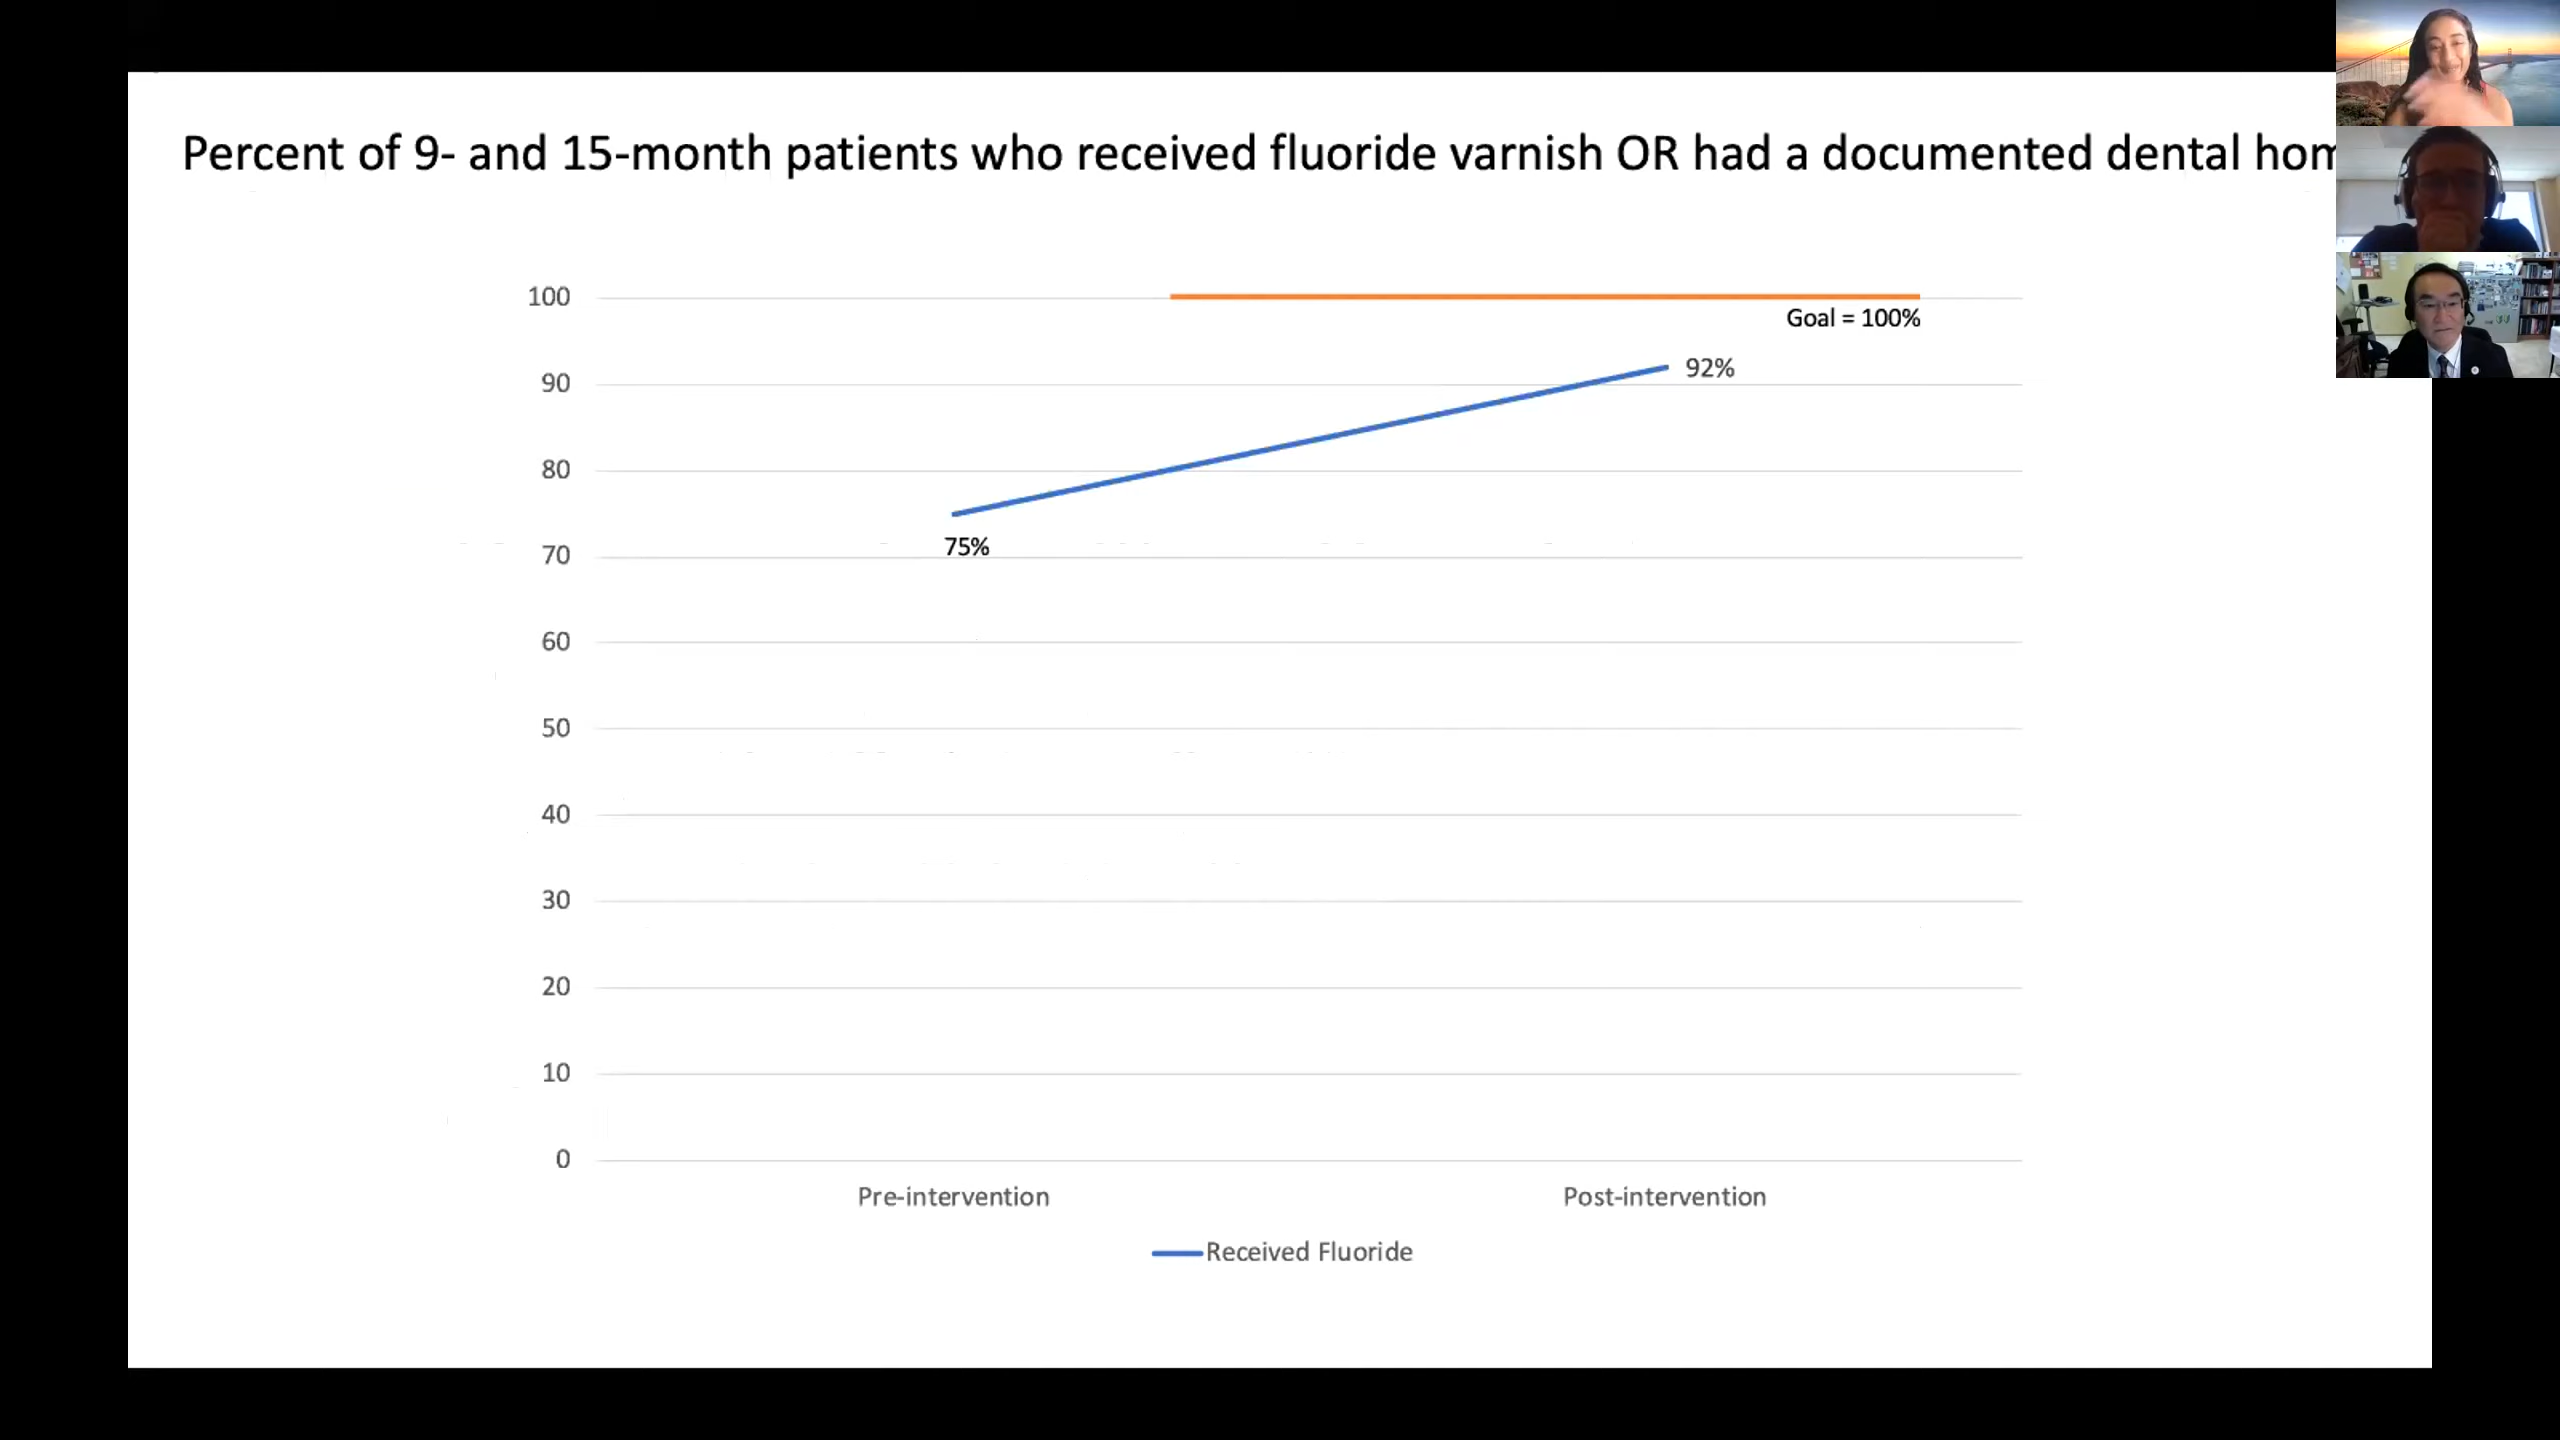 Percent of 9- and 15-month patients who received fluoride varnish OR had a documented dental hom
100
Goal = 100%
92%
90
80
75%
70
60
50
40
30
20
10
0
Pre-intervention
Post-intervention
Received Fluoride